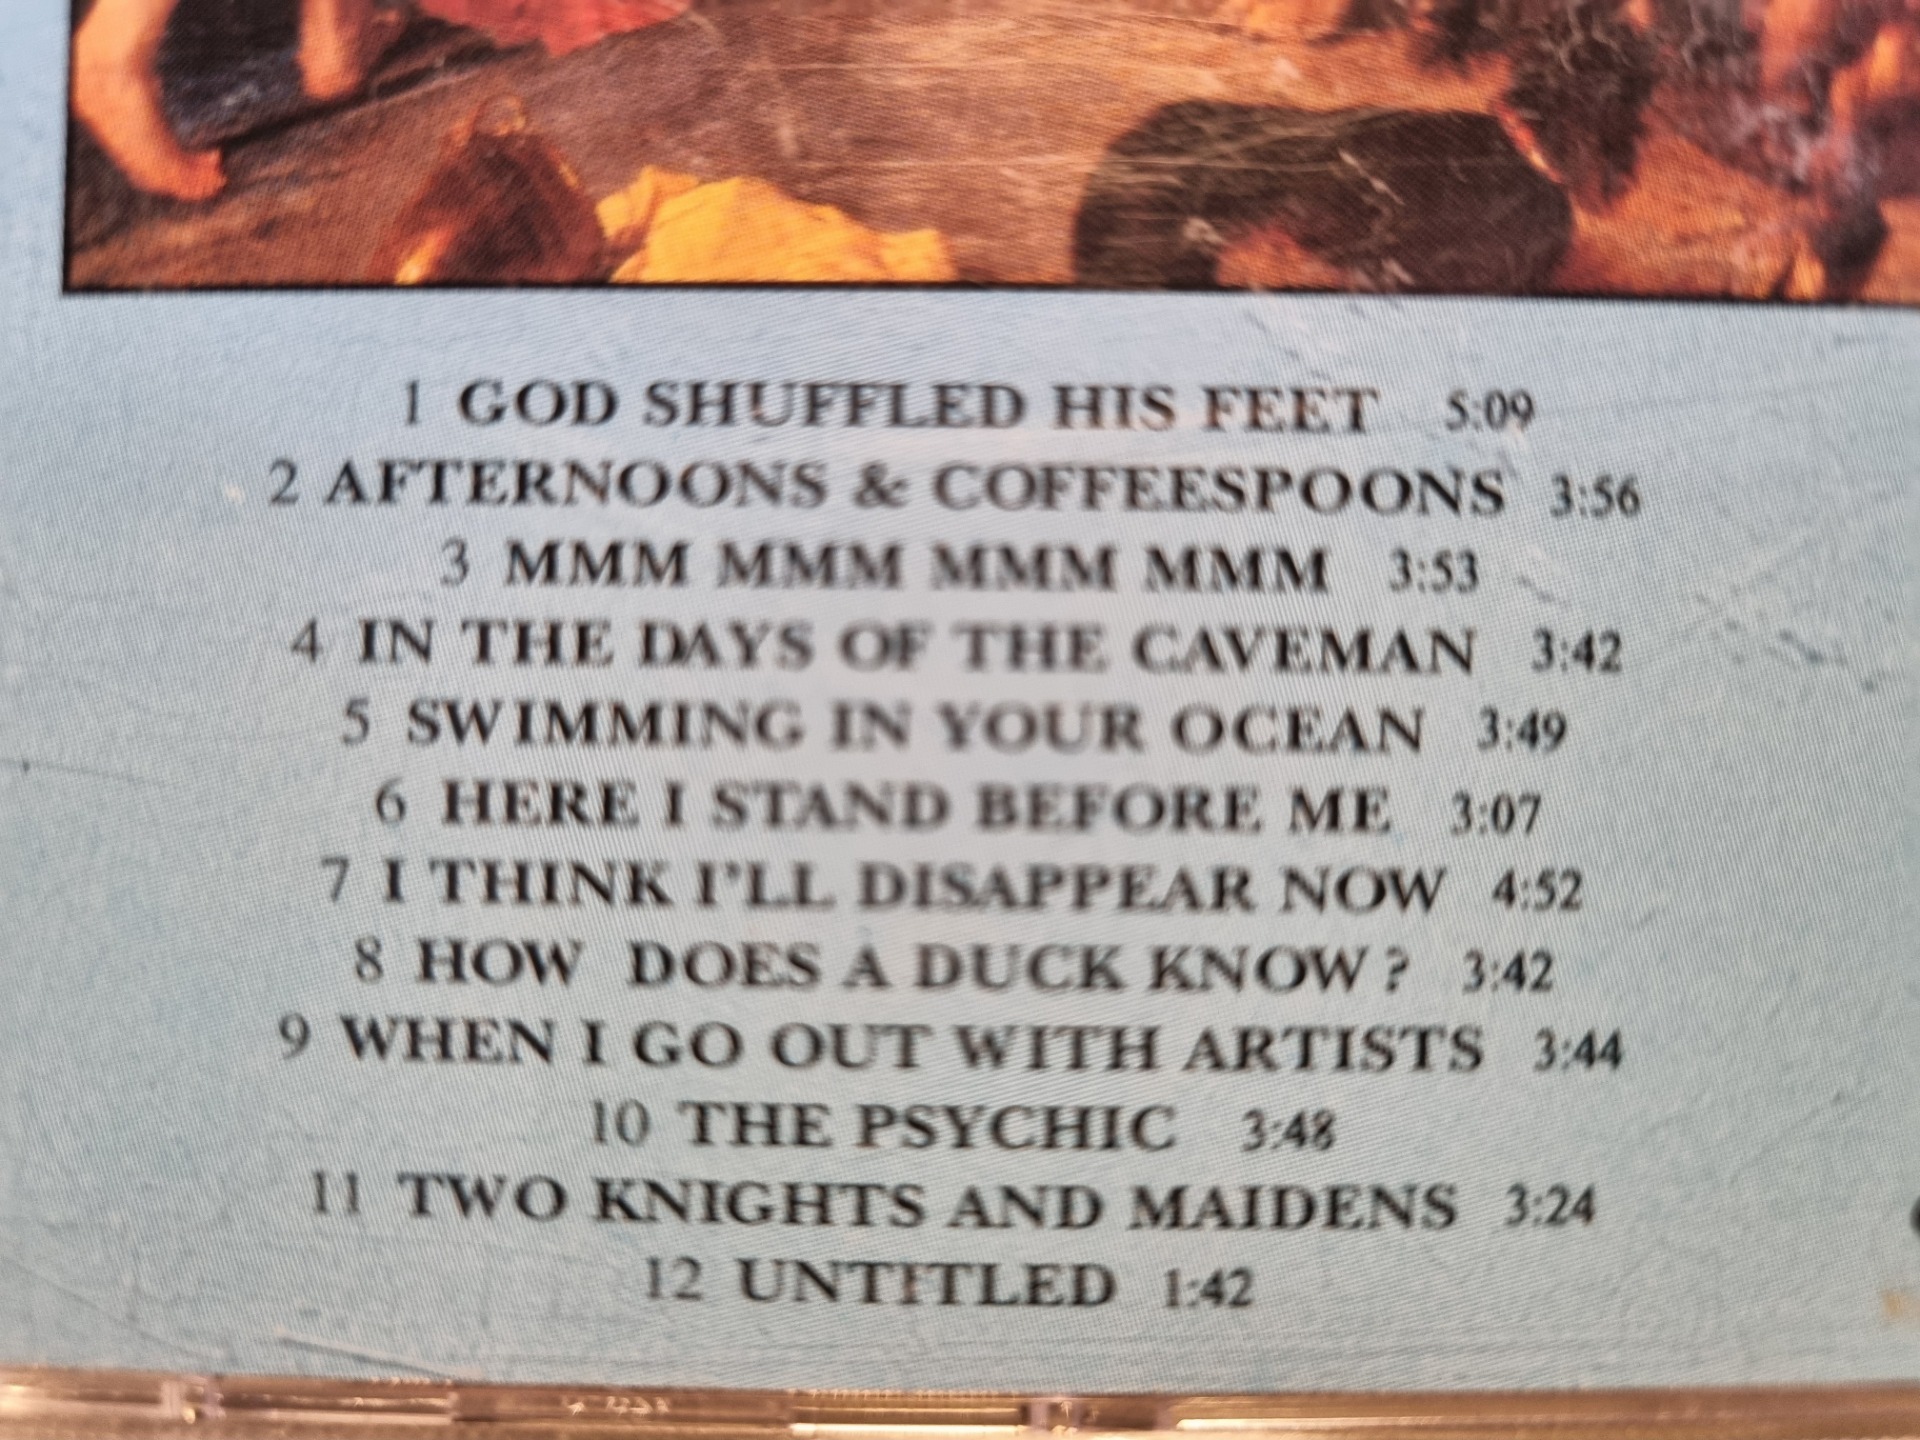 1 GOD SHUFFLED HIS FEET 5:09
2 AFTERNOONS & COFFEESPOONS 3:56
3 MMM MMM MMM MMM 3:53
4 IN THE DAYS OF THE CAVEMAN 3:42
5 SWIMMING IN YOUR OCEAN 3:49
6 HERE I STAND BEFORE ME 3:07
7 I THINK I'LL DISAPPEAR NOW 4:52
8 HOW DOES A DUCK KNOW? 3:42
9 WHEN I GO OUT WITH ARTISTS 3:44
10 THE PSYCHIC 3:48
11 TWO KNIGHTS AND MAIDENS 3:24
12 UNTITLED 1:42